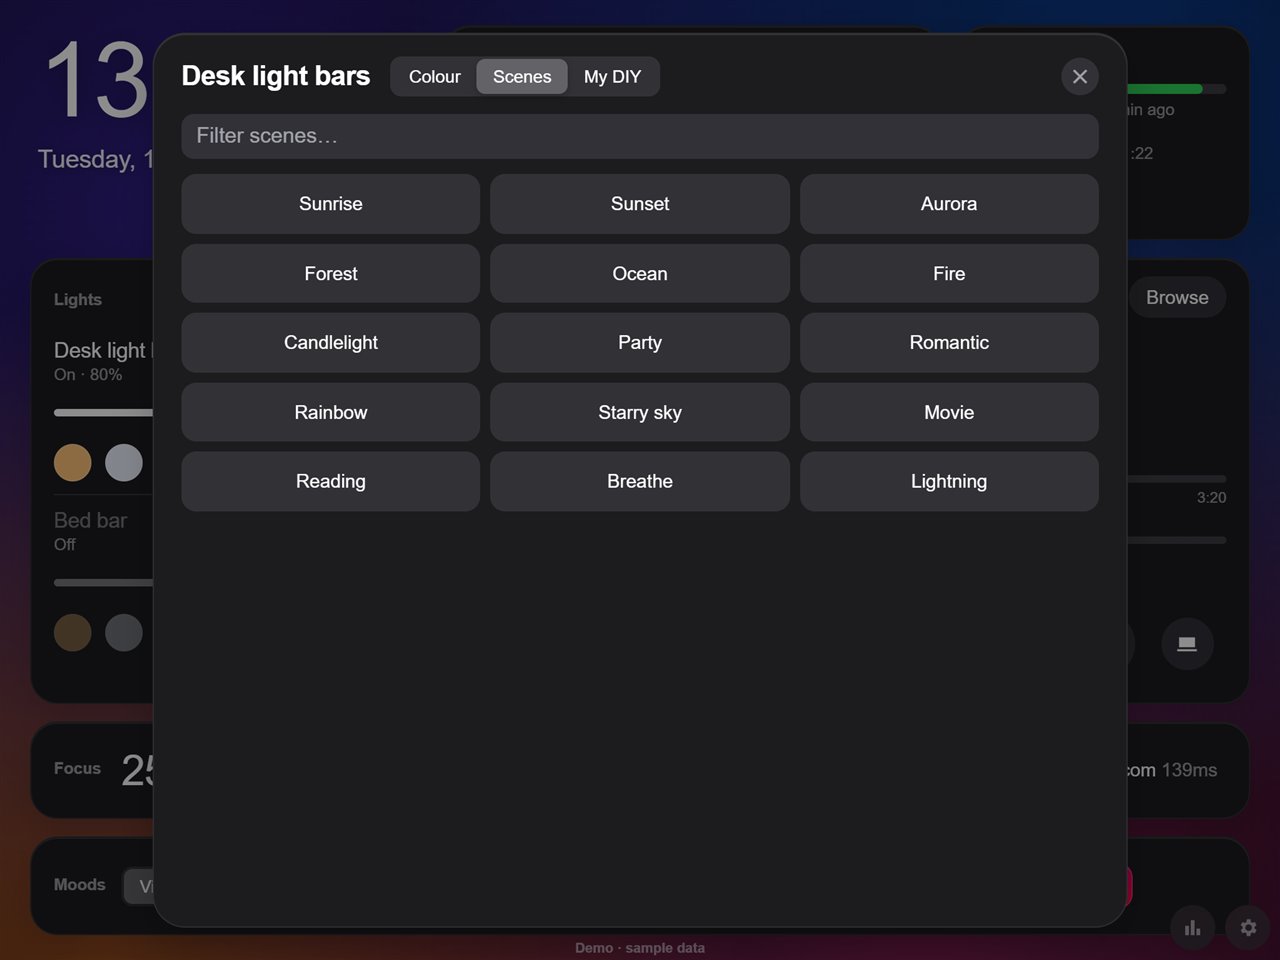 13
Tuesday, 1
Desk light bars
Colour
Scenes
My DIY
Filter scenes…
Sunrise
Sunset
Aurora
Forest
Ocean
Fire
Candlelight
Party
Romantic
Rainbow
Starry sky
Movie
Reading
Breathe
Lightning
Lights
Desk light
On · 80%
Bed bar
Off
ago
:22
Browse
3:20
Focus
25
com 139ms
Moods
Vi
Demo · sample data